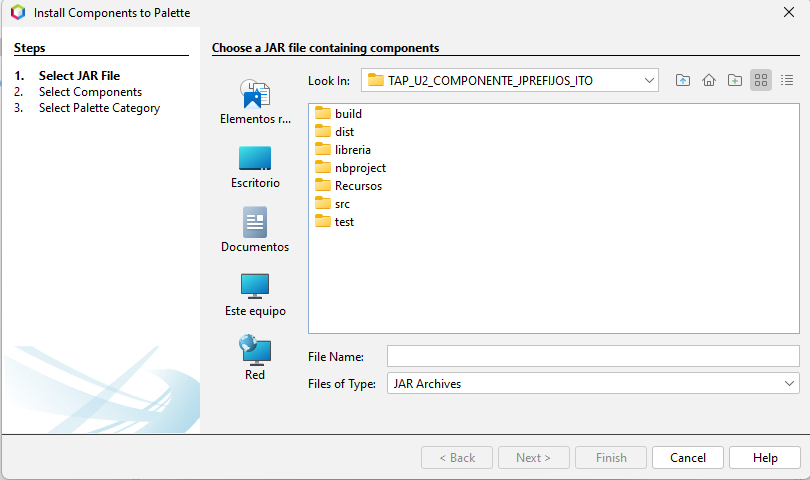 Install Components to Palette
Steps
1. Select JAR File
2. Select Components
3. Select Palette Category
Choose a JAR file containing components
Look In: TAP_U2_COMPONENTE_JPREFIJOS_ITO
Elementos r...
Escritorio
Documentos
Este equipo
Red
build
dist
libreria
nbproject
Recursos
src
test
File Name:
Files of Type: JAR Archives
< Back Next > Finish Cancel Help